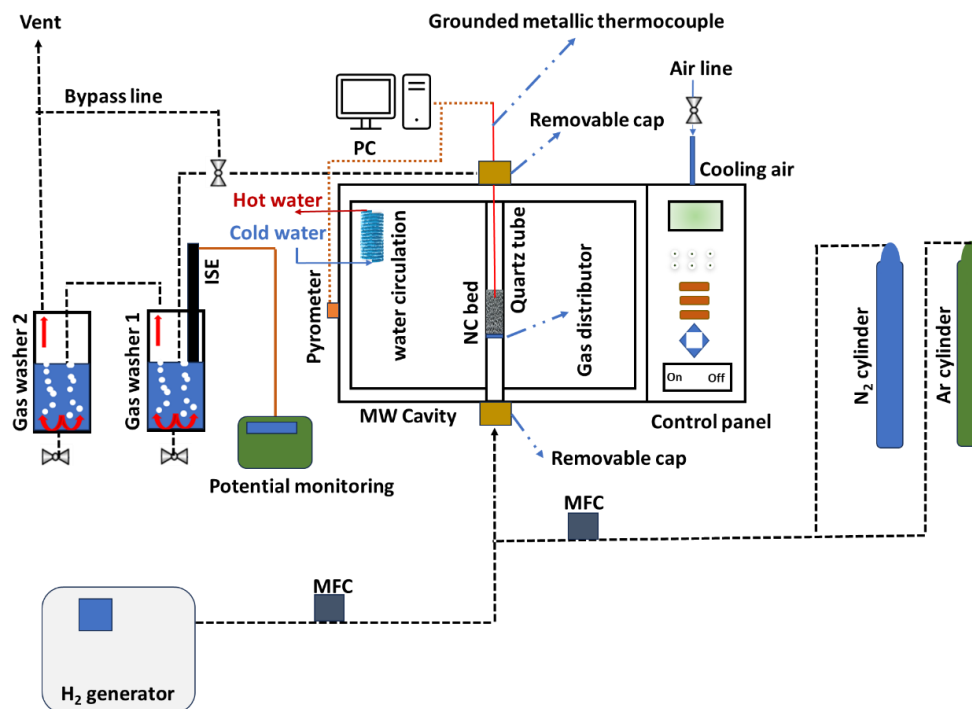 Vent
Grounded metallic thermocouple
Air line
Bypass line
Removable cap
PC
Cooling air
Hot water
Cold water
water circulation
Quartz tube
NC bed
Gas distributor
ISE
Pyrometer
Gas washer 2
Gas washer 1
On Off
N₂ cylinder
Ar cylinder
MW Cavity
Control panel
Removable cap
Potential monitoring
MFC
MFC
H₂ generator